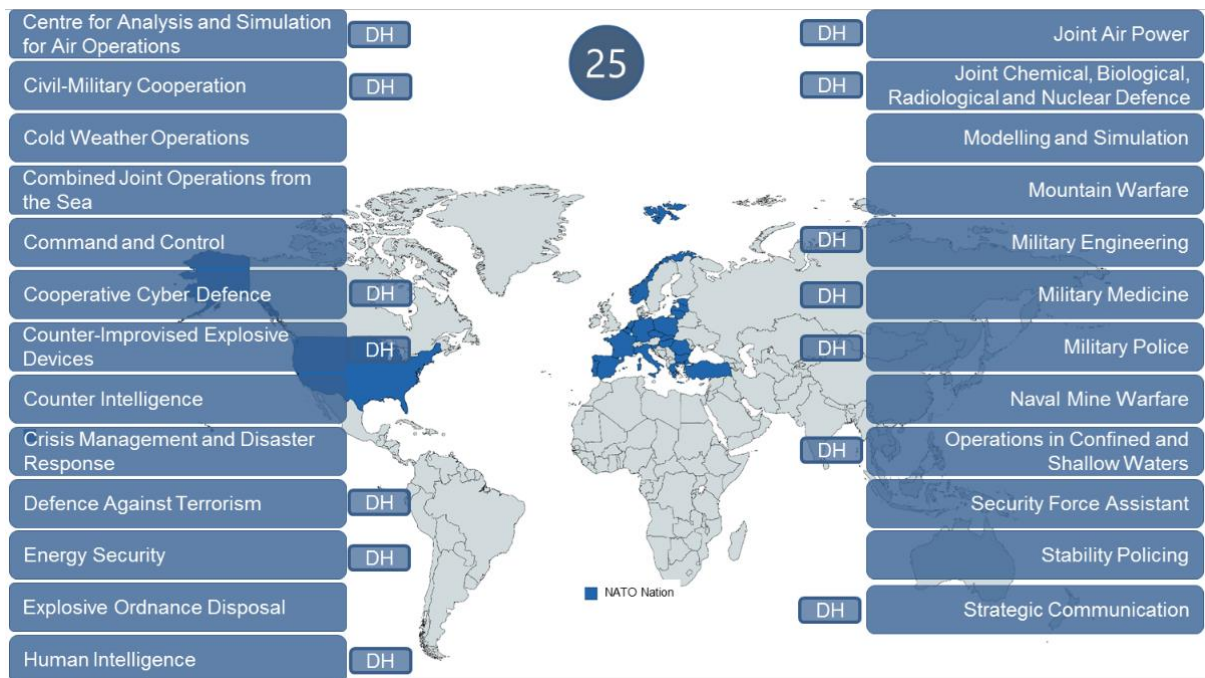 Centre for Analysis and Simulation
for Air Operations
DH
Civil-Military Cooperation
DH
Cold Weather Operations
Combined Joint Operations from
the Sea
Command and Control
Cooperative Cyber Defence
DH
Counter-Improvised Explosive
Devices
DH
Counter Intelligence
Crisis Management and Disaster
Response
Defence Against Terrorism
DH
Energy Security
DH
Explosive Ordnance Disposal
Human Intelligence
DH
25
NATO Nation
DH
Joint Air Power
DH
Joint Chemical, Biological,
Radiological and Nuclear Defence
Modelling and Simulation
Mountain Warfare
DH
Military Engineering
DH
Military Medicine
DH
Military Police
Naval Mine Warfare
DH
Operations in Confined and
Shallow Waters
Security Force Assistant
Stability Policing
DH
Strategic Communication